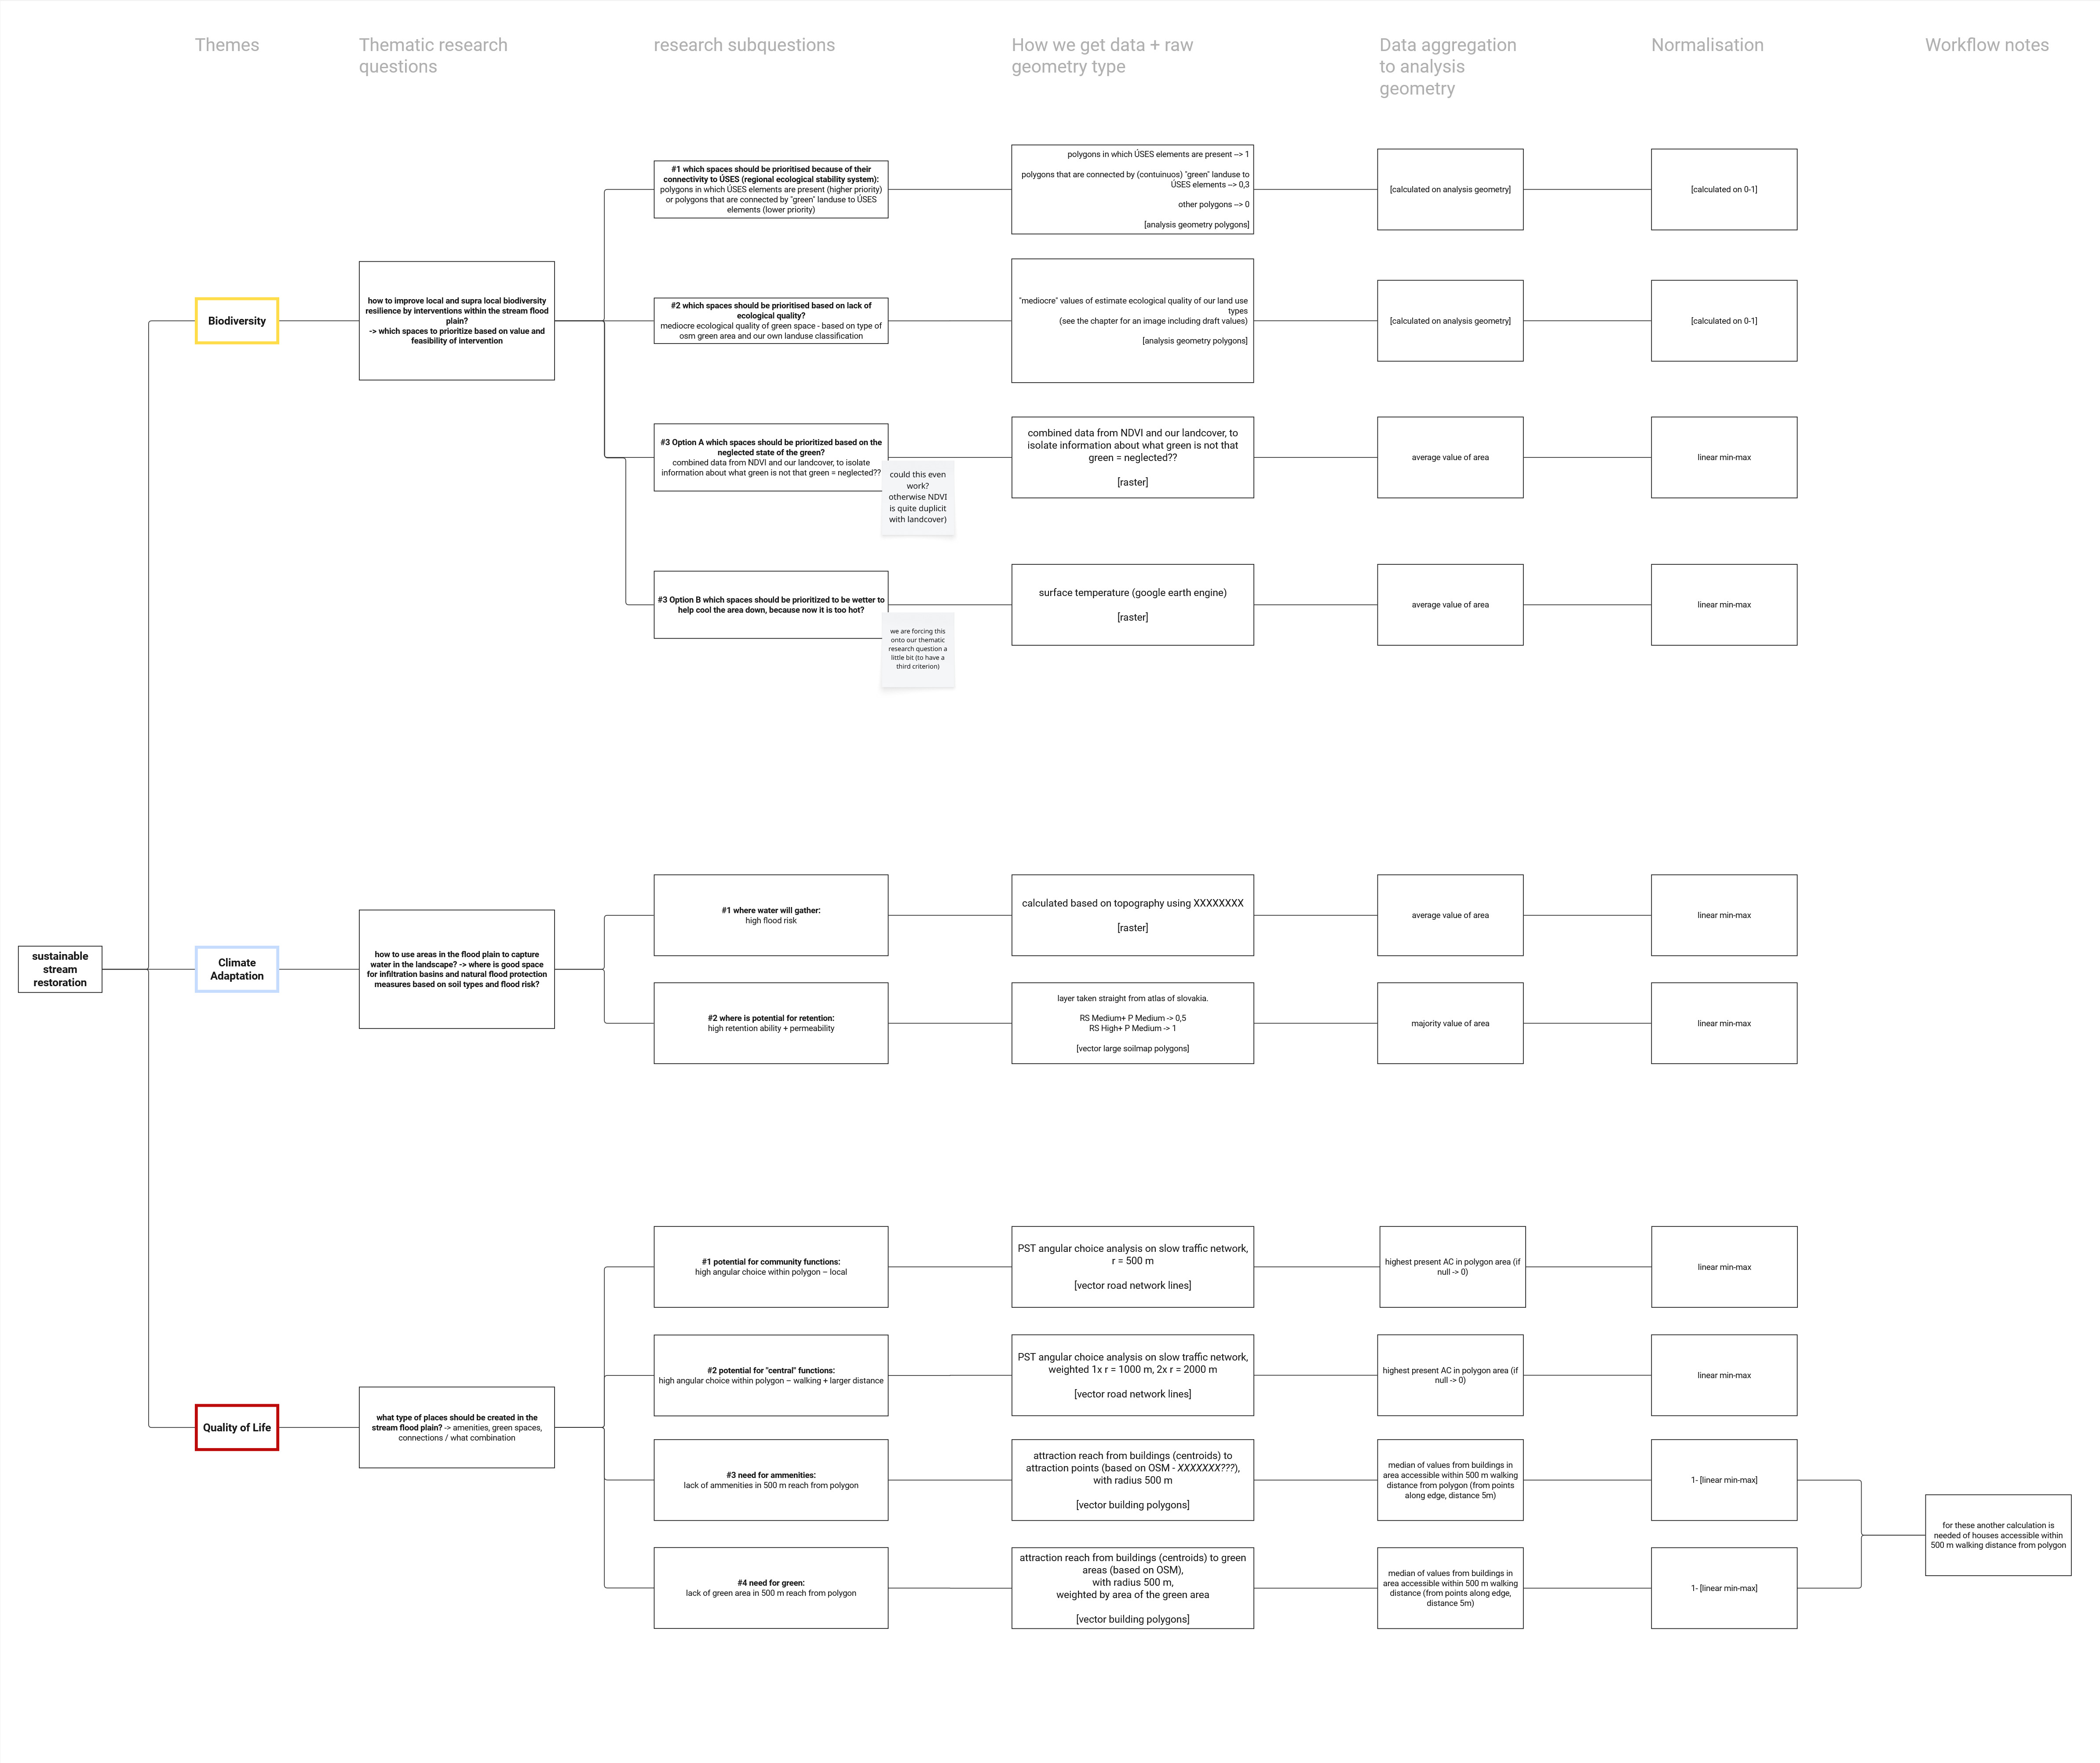 Themes
Thematic research
questions
research subquestions
How we get data + raw
geometry type
Data aggregation
to analysis
geometry
Normalisation
Workflow notes
sustainable
stream
restoration
Biodiversity
how to improve local and supra local biodiversity
resilience by interventions within the stream flood
plain?
-> which spaces to prioritize based on value and
feasibility of intervention
#1 which spaces should be prioritised because of their
connectivity to ÚSES (regional ecological stability system):
polygons in which ÚSES elements are present (higher priority)
or polygons that are connected by "green" landuse to ÚSES
elements (lower priority)
polygons in which ÚSES elements are present --> 1
polygons that are connected by (contuinuos) "green" landuse to
ÚSES elements --> 0,3
other polygons --> 0
[analysis geometry polygons]
[calculated on analysis geometry]
[calculated on 0-1]
#2 which spaces should be prioritised based on lack of
ecological quality?
mediocre ecological quality of green space - based on type of
osm green area and our own landuse classification
"mediocre" values of estimate ecological quality of our land use
types
(see the chapter for an image including draft values)
[analysis geometry polygons]
[calculated on analysis geometry]
[calculated on 0-1]
#3 Option A which spaces should be prioritized based on the
neglected state of the green?
combined data from NDVI and our landcover, to isolate
information about what green is not that green = neglected??
could this even
work?
otherwise NDVI
is quite duplicit
with landcover)
combined data from NDVI and our landcover, to
isolate information about what green is not that
green = neglected??
[raster]
average value of area
linear min-max
#3 Option B which spaces should be prioritized to be wetter to
help cool the area down, because now it is too hot?
we are forcing this
onto our thematic
research question a
little bit (to have a
third criterion)
surface temperature (google earth engine)
[raster]
average value of area
linear min-max
Climate
Adaptation
how to use areas in the flood plain to capture
water in the landscape? -> where is good space
for infiltration basins and natural flood protection
measures based on soil types and flood risk?
#1 where water will gather:
high flood risk
calculated based on topography using XXXXXXXX
[raster]
average value of area
linear min-max
#2 where is potential for retention:
high retention ability + permeability
layer taken straight from atlas of slovakia.
RS Medium+ P Medium -> 0,5
RS High+ P Medium -> 1
[vector large soilmap polygons]
majority value of area
linear min-max
Quality of Life
what type of places should be created in the
stream flood plain? -> amenities, green spaces,
connections / what combination
#1 potential for community functions:
high angular choice within polygon – local
PST angular choice analysis on slow traffic network,
r = 500 m
[vector road network lines]
highest present AC in polygon area (if
null -> 0)
linear min-max
#2 potential for "central" functions:
high angular choice within polygon – walking + larger distance
PST angular choice analysis on slow traffic network,
weighted 1x r = 1000 m, 2x r = 2000 m
[vector road network lines]
highest present AC in polygon area (if
null -> 0)
linear min-max
#3 need for ammenities:
lack of ammenities in 500 m reach from polygon
attraction reach from buildings (centroids) to
attraction points (based on OSM - XXXXXXX???),
with radius 500 m
[vector building polygons]
median of values from buildings in
area accessible within 500 m walking
distance from polygon (from points
along edge, distance 5m)
1- [linear min-max]
#4 need for green:
lack of green area in 500 m reach from polygon
attraction reach from buildings (centroids) to green
areas (based on OSM),
with radius 500 m,
weighted by area of the green area
[vector building polygons]
median of values from buildings in
area accessible within 500 m walking
distance (from points along edge,
distance 5m)
1- [linear min-max]
for these another calculation is
needed of houses accessible within
500 m walking distance from polygon